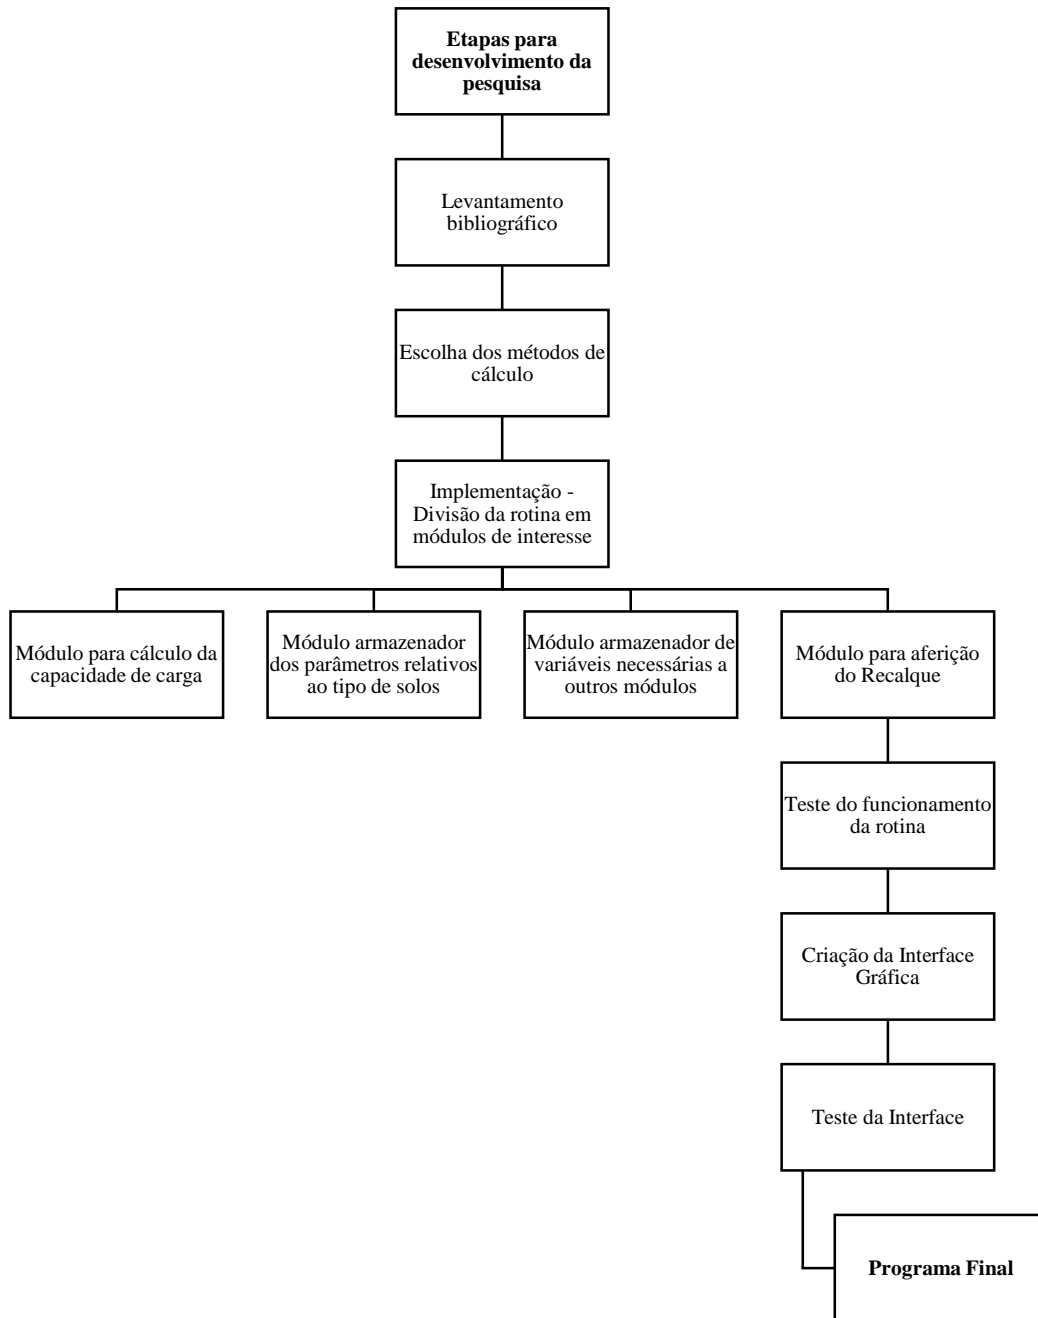 Etapas para
desenvolvimento da
pesquisa
Levantamento
bibliográfico
Escolha dos métodos de
cálculo
Implementação -
Divisão da rotina em
módulos de interesse
Módulo para cálculo da
capacidade de carga
Módulo armazenador
dos parâmetros relativos
ao tipo de solos
Módulo armazenador de
variáveis necessárias a
outros módulos
Módulo para aferição
do Recalque
Teste do funcionamento
da rotina
Criação da Interface
Gráfica
Teste da Interface
Programa Final